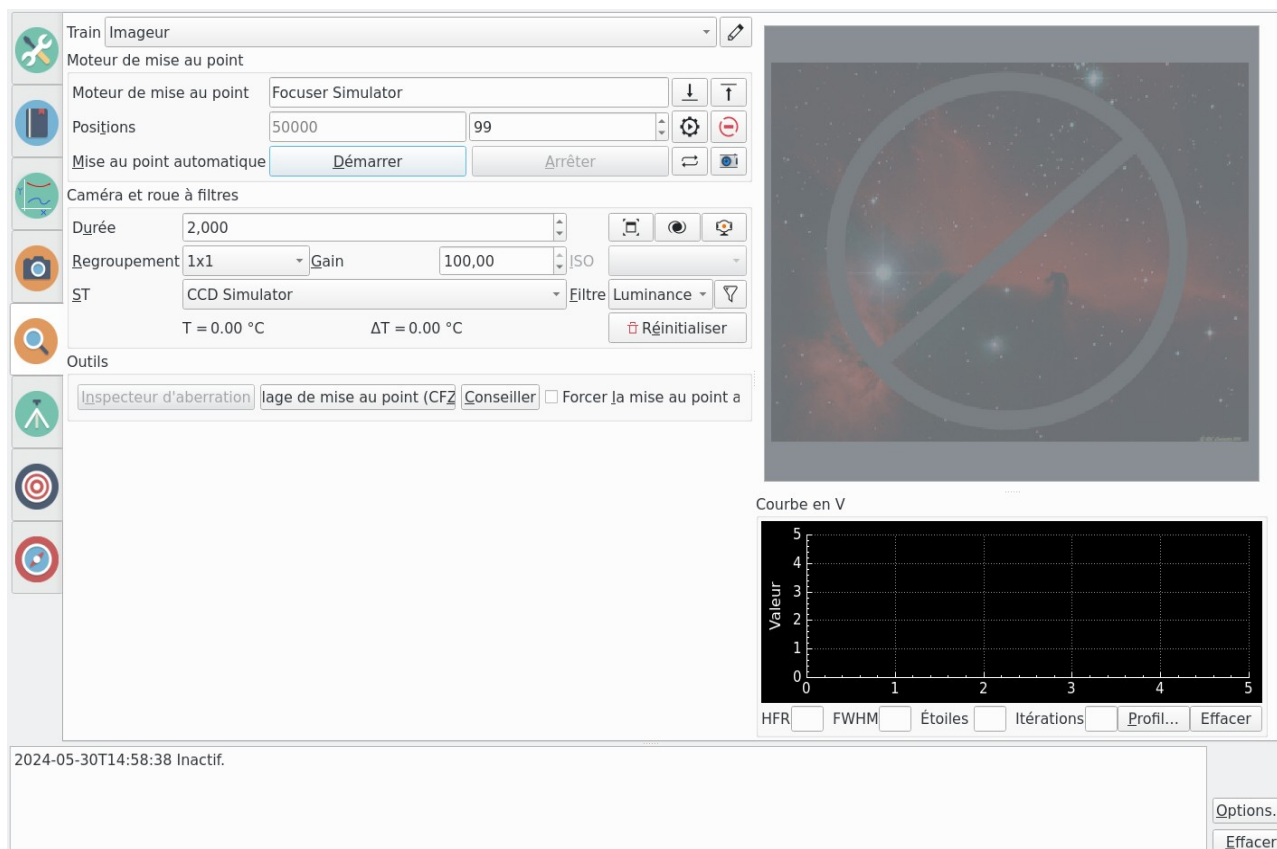 Train Imageur
Moteur de mise au point
Moteur de mise au point Focuser Simulator
Positions 50000 99
Mise au point automatique Démarrer Arrêter
Caméra et roue à filtres
Durée 2,000
Regroupement 1x1 Gain 100,00 ISO
ST CCD Simulator Filtre Luminance
T = 0.00 °C ΔT = 0.00 °C Réinitialiser
Outils
Inspecteur d'aberration lage de mise au point (CFZ Conseiller Forcer la mise au point a
Courbe en V
5
4
3
2
1
0
Valeur
0 1 2 3 4 5
HFR FWHM Étoiles Itérations Profil... Effacer
2024-05-30T14:58:38 Inactif.
Options.
Effacer